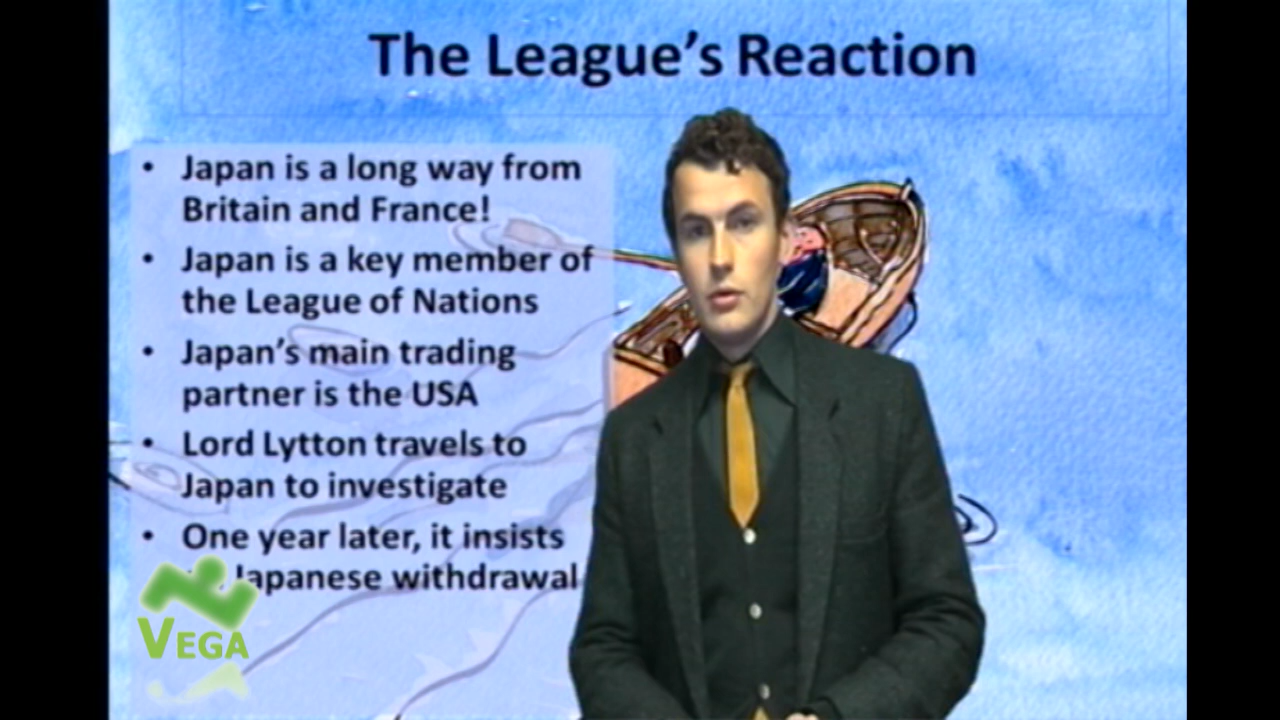 The League's Reaction
• Japan is a long way from
Britain and France!
• Japan is a key member of
the League of Nations
• Japan's main trading
partner is the USA
• Lord Lytton travels to
Japan to investigate
• One year later, it insists
Japanese withdrawal
VEGA